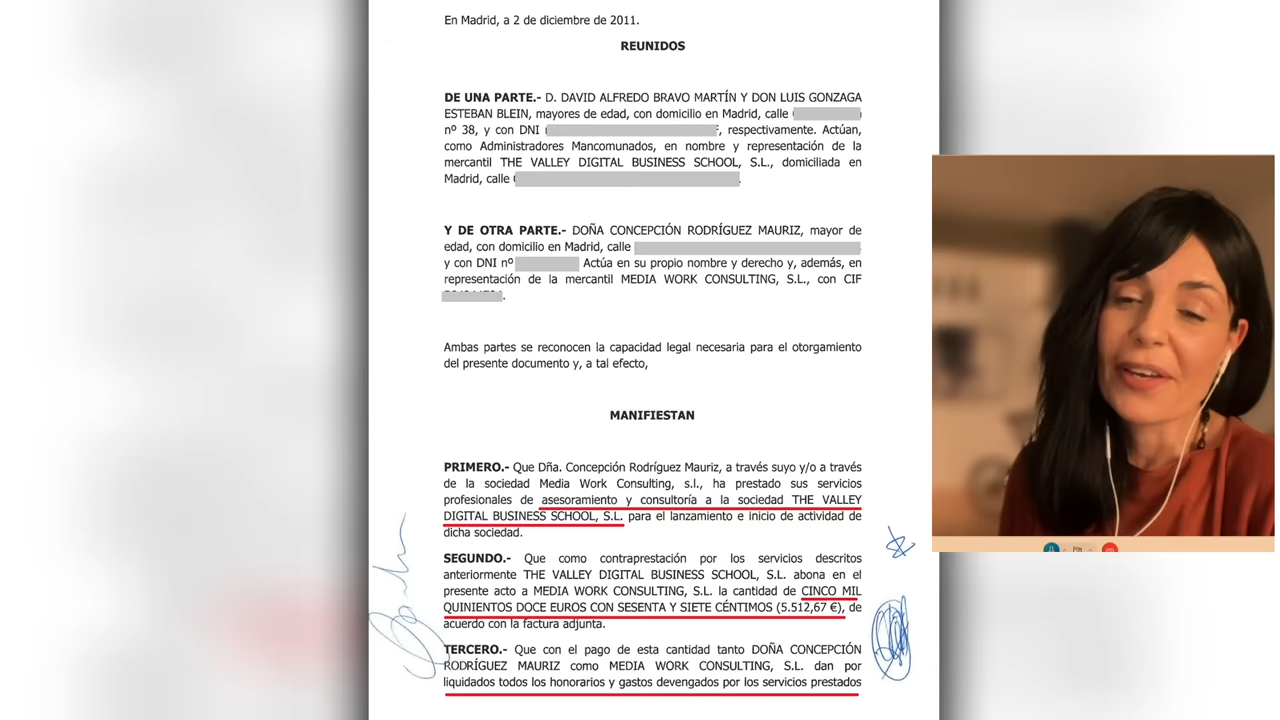 En Madrid, a 2 de diciembre de 2011.
REUNIDOS
DE UNA PARTE.- D. DAVID ALFREDO BRAVO MARTÍN Y DON LUIS GONZAGA
ESTEBAN BLEIN, mayores de edad, con domicilio en Madrid, calle
nº 38, y con DNI , respectivamente. Actúan,
como Administradores Mancomunados, en nombre y representación de la
mercantil THE VALLEY DIGITAL BUSINESS SCHOOL, S.L., domiciliada en
Madrid, calle
Y DE OTRA PARTE.- DOÑA CONCEPCIÓN RODRÍGUEZ MAURIZ, mayor de
edad, con domicilio en Madrid, calle
y con DNI nº Actúa en su propio nombre y derecho y, además, en
representación de la mercantil MEDIA WORK CONSULTING, S.L., con CIF
.
Ambas partes se reconocen la capacidad legal necesaria para el otorgamiento
del presente documento y, a tal efecto,
MANIFIESTAN
PRIMERO.- Que Dña. Concepción Rodríguez Mauriz, a través suyo y/o a través
de la sociedad Media Work Consulting, s.l., ha prestado sus servicios
profesionales de asesoramiento y consultoría a la sociedad THE VALLEY
DIGITAL BUSINESS SCHOOL, S.L. para el lanzamiento e inicio de actividad de
dicha sociedad.
SEGUNDO.- Que como contraprestación por los servicios descritos
anteriormente THE VALLEY DIGITAL BUSINESS SCHOOL, S.L. abona en el
presente acto a MEDIA WORK CONSULTING, S.L. la cantidad de CINCO MIL
QUINIENTOS DOCE EUROS CON SESENTA Y SIETE CÉNTIMOS (5.512,67 €), de
acuerdo con la factura adjunta.
TERCERO.- Que con el pago de esta cantidad tanto DOÑA CONCEPCIÓN
RODRÍGUEZ MAURIZ como MEDIA WORK CONSULTING, S.L. dan por
liquidados todos los honorarios y gastos devengados por los servicios prestados